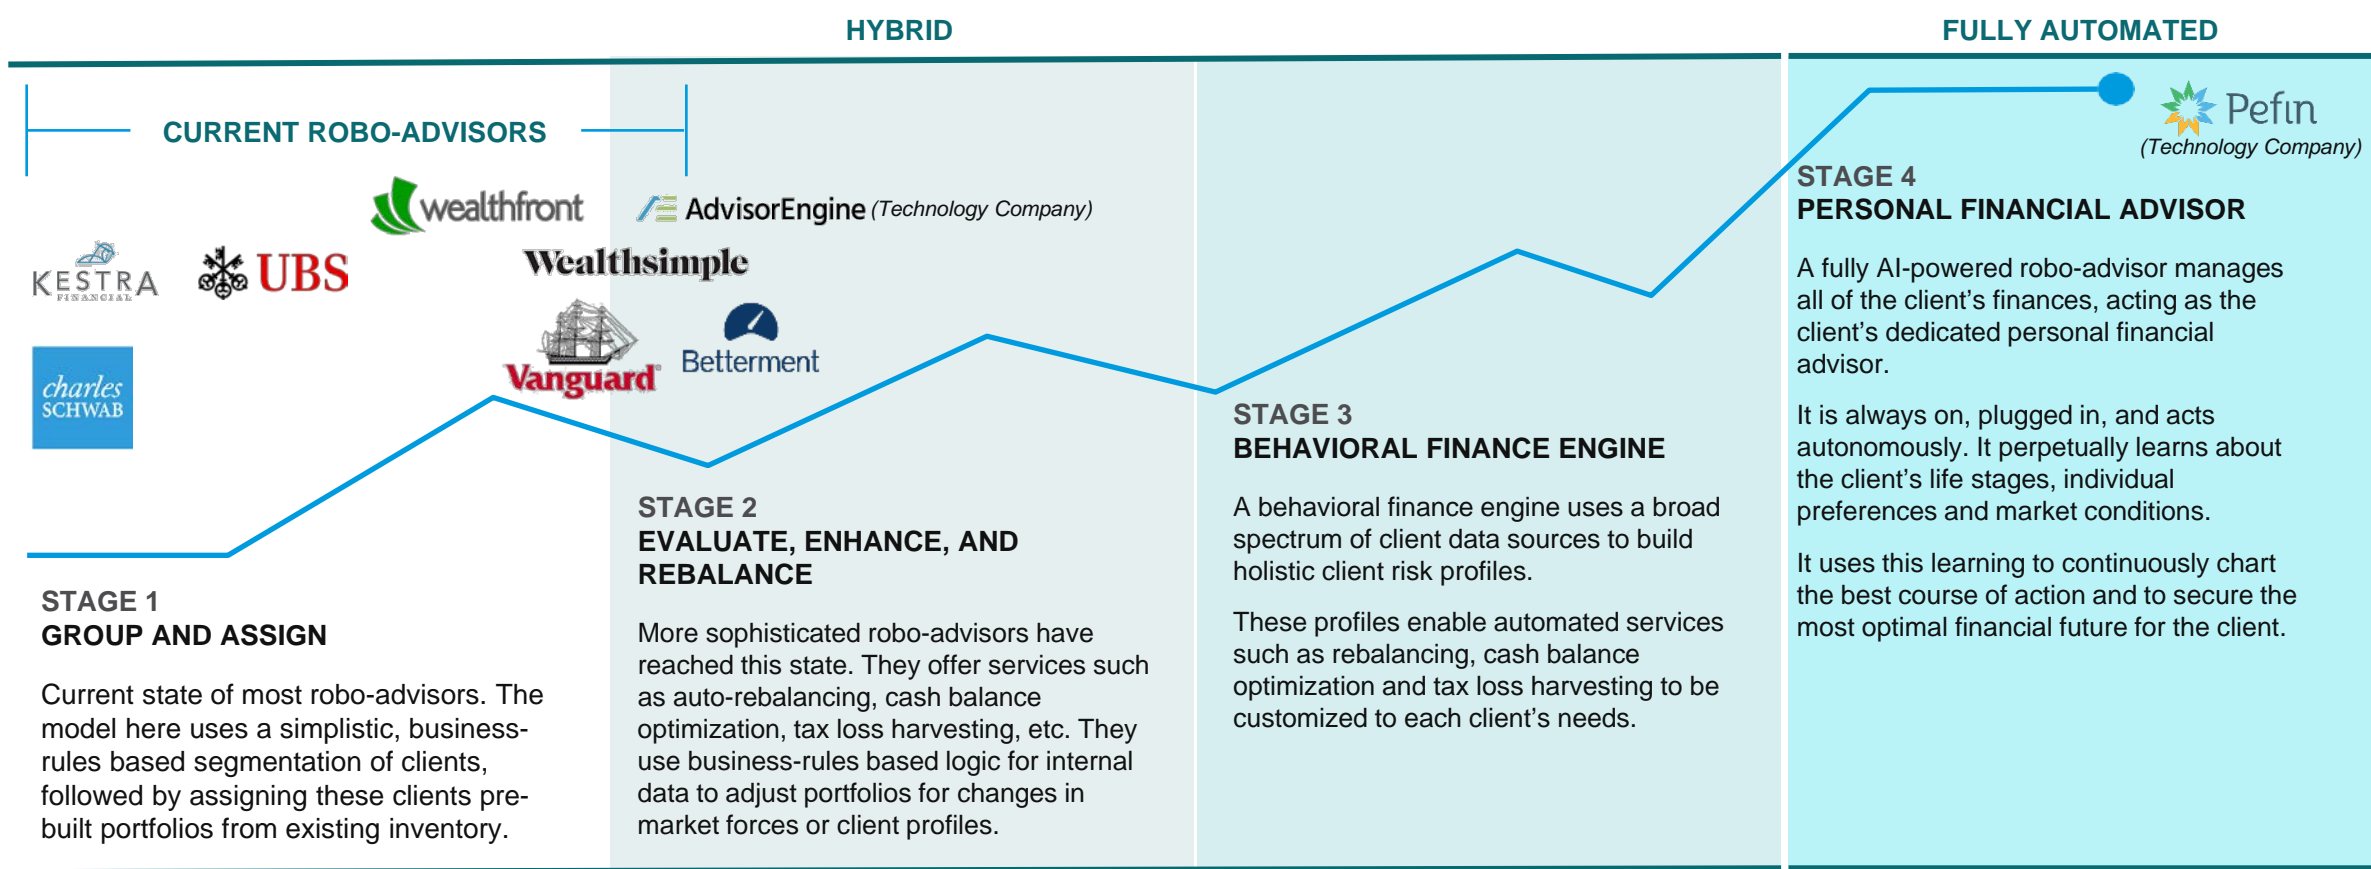 HYBRID
FULLY AUTOMATED
CURRENT ROBO-ADVISORS
wealthfront
AdvisorEngine (Technology Company)
KESTRA
FINANCIAL
UBS
Wealthsimple
Vanguard
Betterment
charles
SCHWAB
Pefin
(Technology Company)
STAGE 1
GROUP AND ASSIGN
Current state of most robo-advisors. The
model here uses a simplistic, business-
rules based segmentation of clients,
followed by assigning these clients pre-
built portfolios from existing inventory.
STAGE 2
EVALUATE, ENHANCE, AND
REBALANCE
More sophisticated robo-advisors have
reached this state. They offer services such
as auto-rebalancing, cash balance
optimization, tax loss harvesting, etc. They
use business-rules based logic for internal
data to adjust portfolios for changes in
market forces or client profiles.
STAGE 3
BEHAVIORAL FINANCE ENGINE
A behavioral finance engine uses a broad
spectrum of client data sources to build
holistic client risk profiles.
These profiles enable automated services
such as rebalancing, cash balance
optimization and tax loss harvesting to be
customized to each client’s needs.
STAGE 4
PERSONAL FINANCIAL ADVISOR
A fully AI-powered robo-advisor manages
all of the client’s finances, acting as the
client’s dedicated personal financial
advisor.
It is always on, plugged in, and acts
autonomously. It perpetually learns about
the client’s life stages, individual
preferences and market conditions.
It uses this learning to continuously chart
the best course of action and to secure the
most optimal financial future for the client.